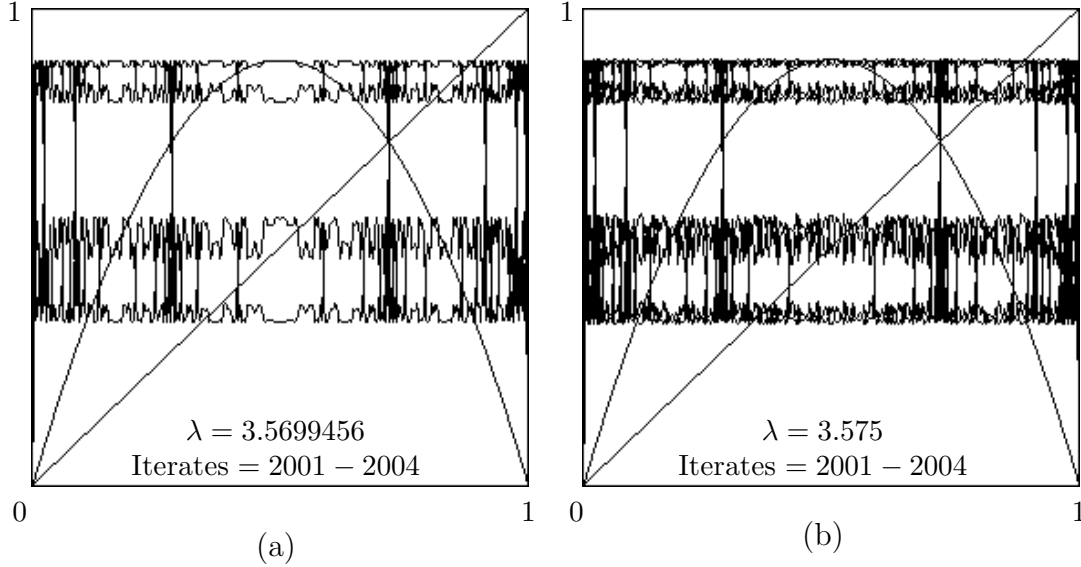 1
λ = 3.5699456
Iterates = 2001 − 2004
0
1
(a)
1
λ = 3.575
Iterates = 2001 − 2004
0
1
(b)